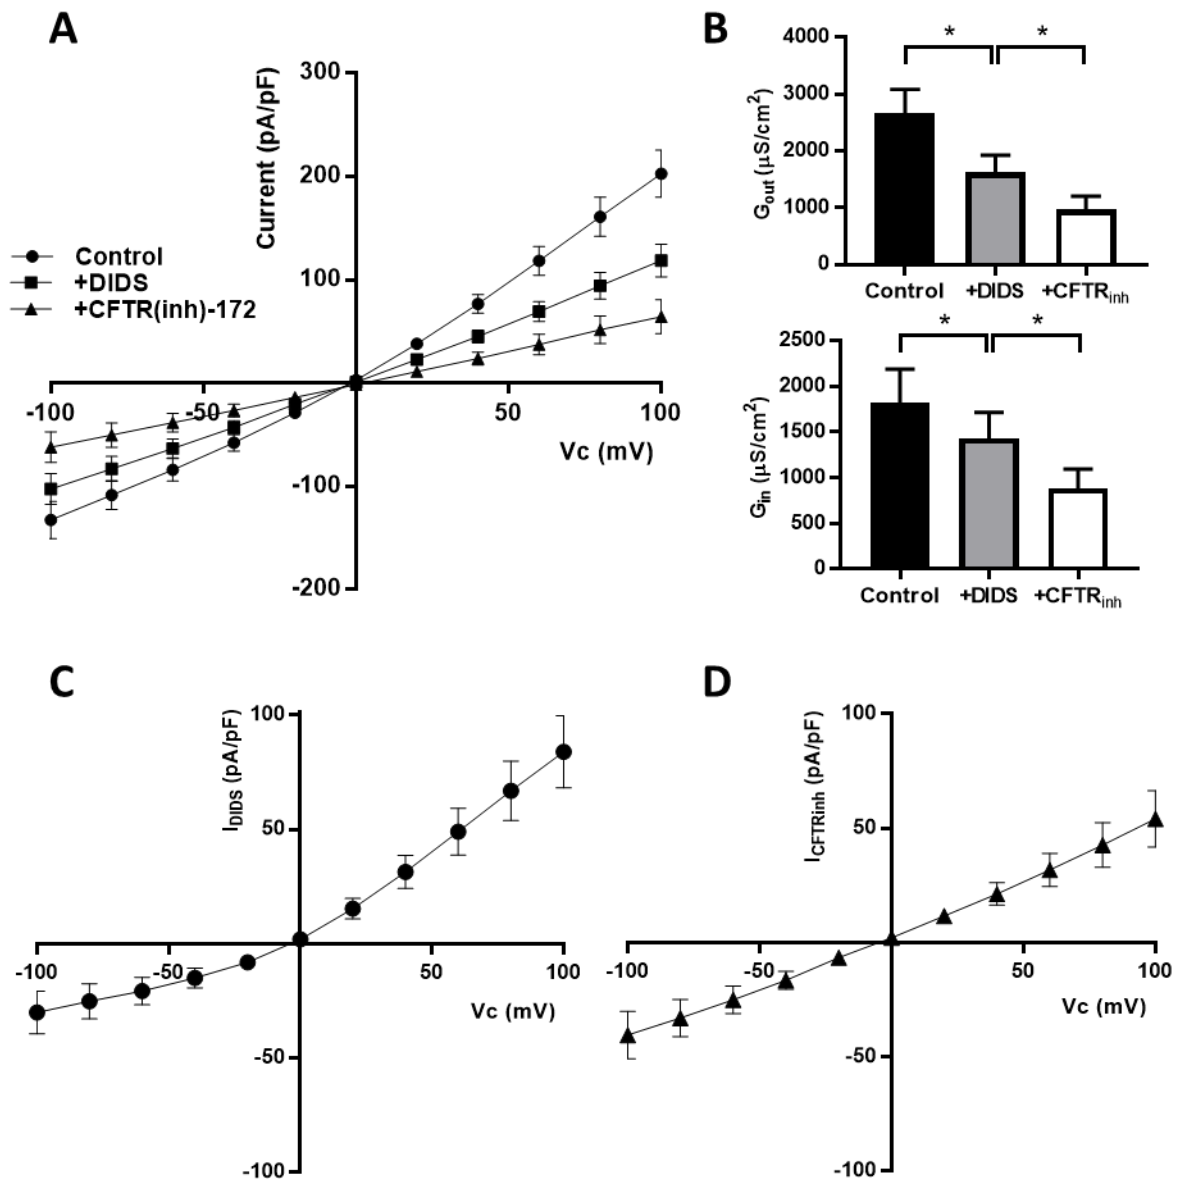 A
Current (pA/pF)
300
200
100
-100
-200
-100
-50
50
100
Vc (mV)
Control
+DIDS
+CFTR(inh)-172
B
Gout (μS/cm2)
4000
3000
2000
1000
0
*
*
Control
+DIDS
+CFTRinh
Gin (μS/cm2)
2500
2000
1500
1000
500
0
*
*
Control
+DIDS
+CFTRinh
C
IDIDS (pA/pF)
100
50
-50
-100
-100
-50
50
100
Vc (mV)
D
ICFTRinh (pA/pF)
100
50
-50
-100
-100
-50
50
100
Vc (mV)